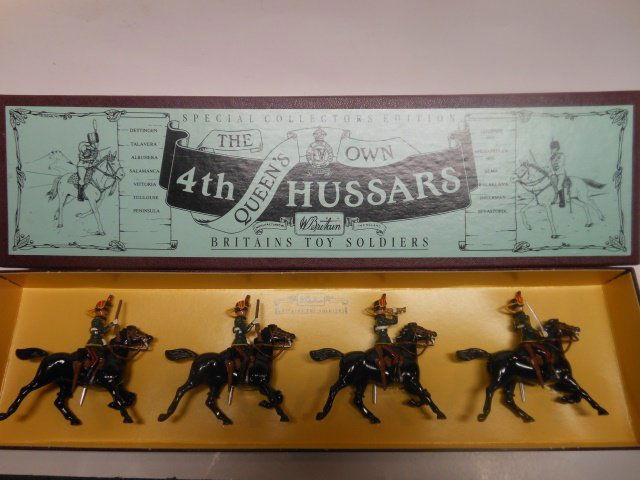 SPECIAL COLLECTORS EDITION
THE
QUEEN'S
OWN
4th HUSSARS
IV
DETTINGEN
TALAVERA
ALBUHERA
SALAMANCA
VITTORIA
TOULOUSE
PENINSULA
ALMA
BALAKLAVA
INKERMAN
SEVASTOPOL
W Britain
BRITAINS TOY SOLDIERS